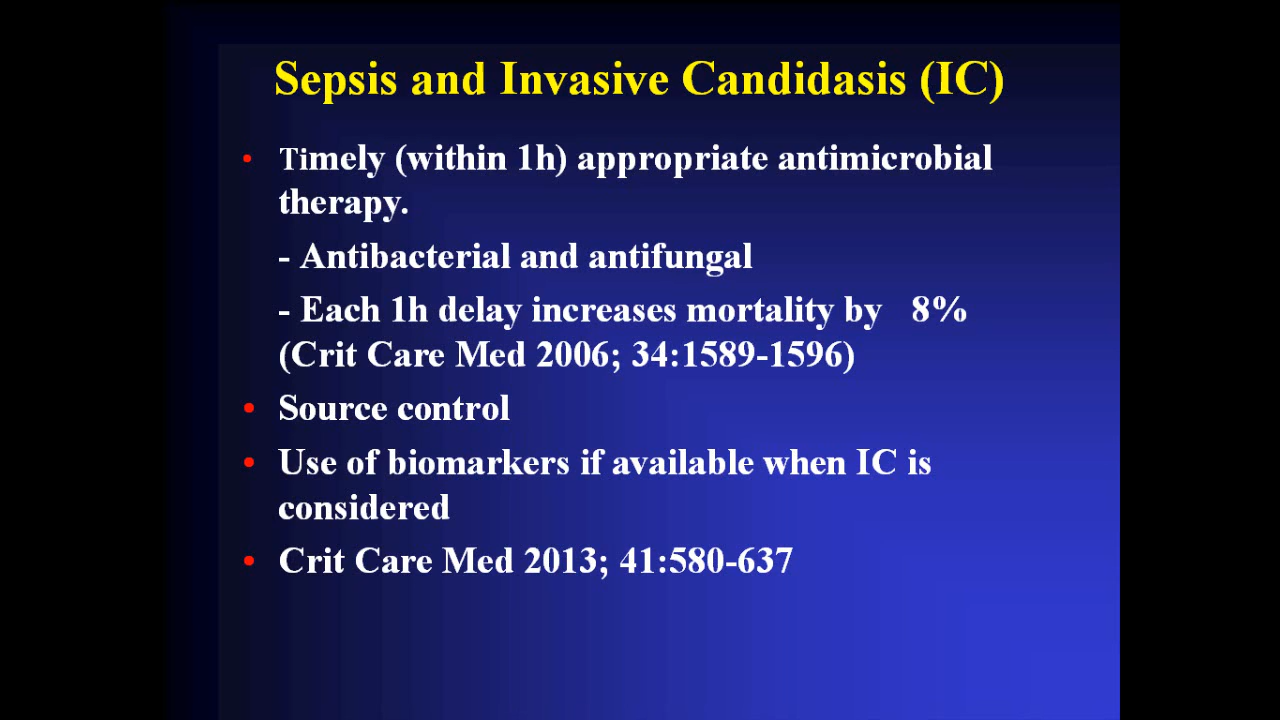 Sepsis and Invasive Candidasis (IC)
• Timely (within 1h) appropriate antimicrobial
therapy.
- Antibacterial and antifungal
- Each 1h delay increases mortality by 8%
(Crit Care Med 2006; 34:1589-1596)
• Source control
• Use of biomarkers if available when IC is
considered
• Crit Care Med 2013; 41:580-637